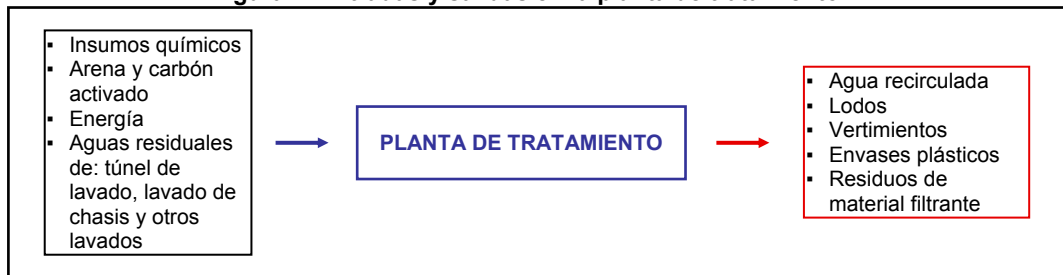 ▪ Insumos químicos
▪ Arena y carbón
activado
▪ Energía
▪ Aguas residuales
de: túnel de
lavado, lavado de
chasis y otros
lavados
PLANTA DE TRATAMIENTO
▪ Agua recirculada
▪ Lodos
▪ Vertimientos
▪ Envases plásticos
▪ Residuos de
material filtrante